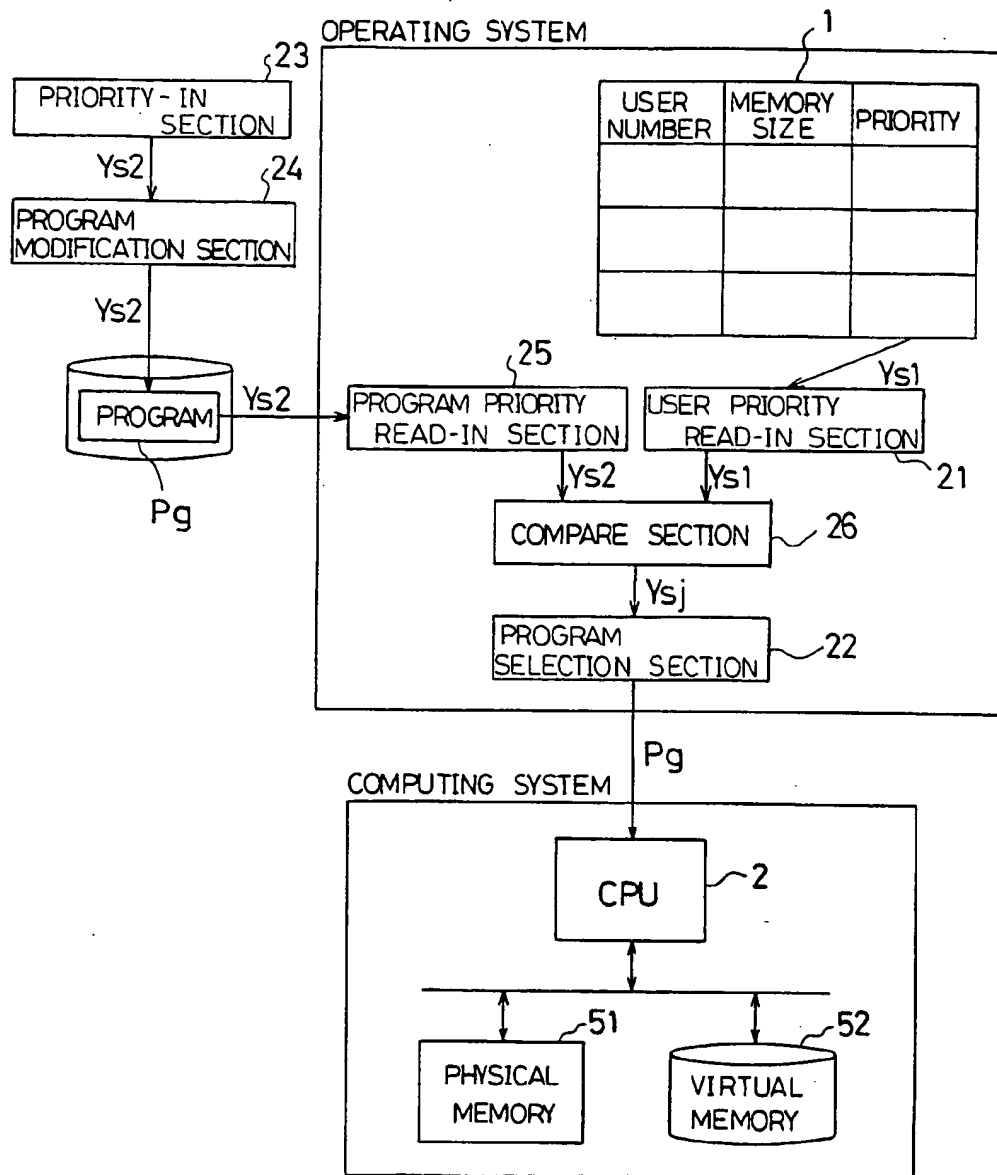 OPERATING SYSTEM
1
23
PRIORITY-IN
SECTION
USER
NUMBER
MEMORY
SIZE
PRIORITY
Ys2
24
PROGRAM
MODIFICATION SECTION
Ys2
Ys1
25
PROGRAM
Ys2
PROGRAM PRIORITY
READ-IN SECTION
USER PRIORITY
READ-IN SECTION
21
Pg
Ys2
Ys1
COMPARE SECTION
26
Ysj
PROGRAM
SELECTION SECTION
22
Pg
COMPUTING SYSTEM
CPU
2
51
52
PHYSICAL
MEMORY
VIRTUAL
MEMORY